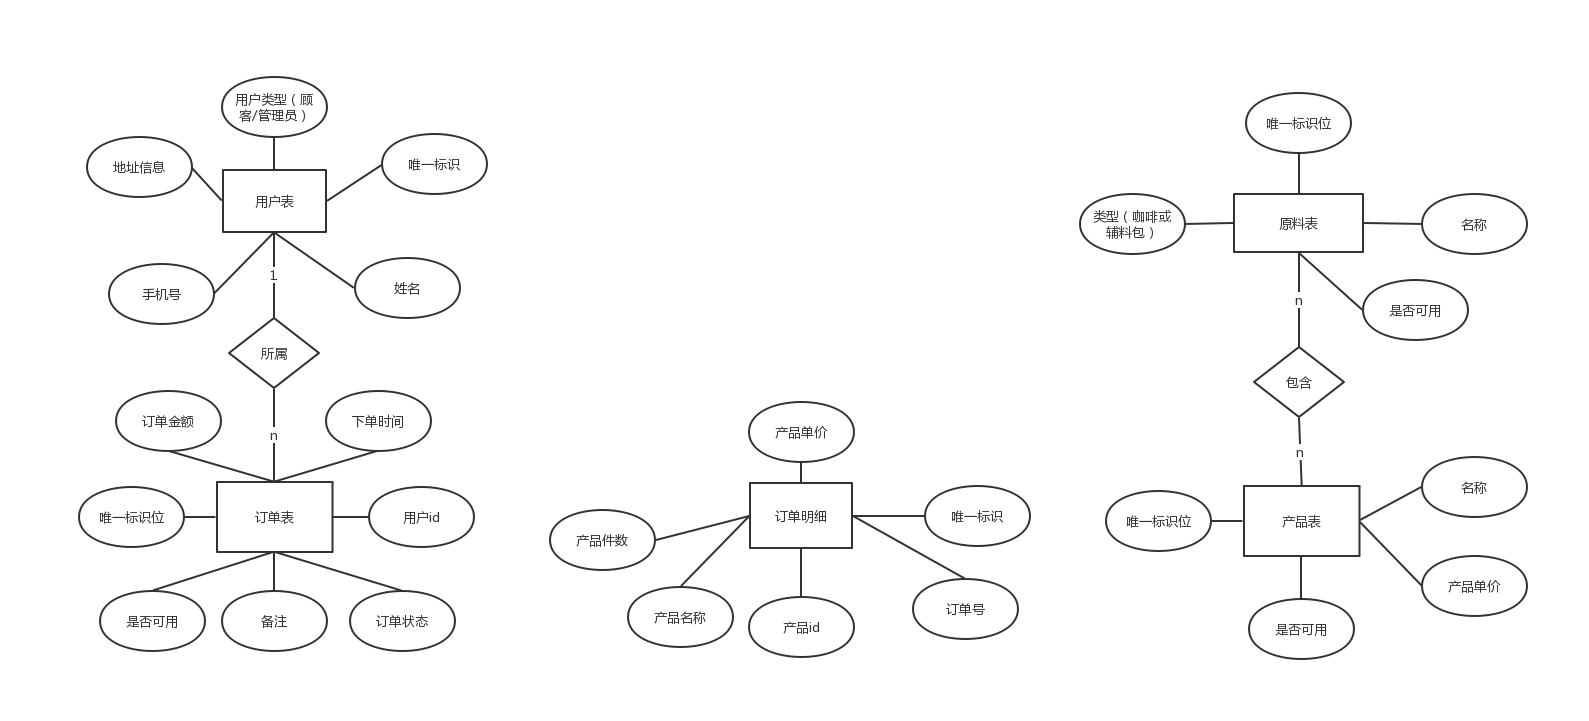 用户类型（顾
客/管理员）
地址信息
唯一标识
用户表
手机号
1
姓名
所属
订单金额
n
下单时间
唯一标识位
订单表
用户id
是否可用
备注
订单状态
产品单价
订单明细
唯一标识
产品件数
产品名称
产品id
订单号
唯一标识位
类型（咖啡或
辅料包）
原料表
名称
n
是否可用
包含
n
唯一标识位
产品表
名称
产品单价
是否可用